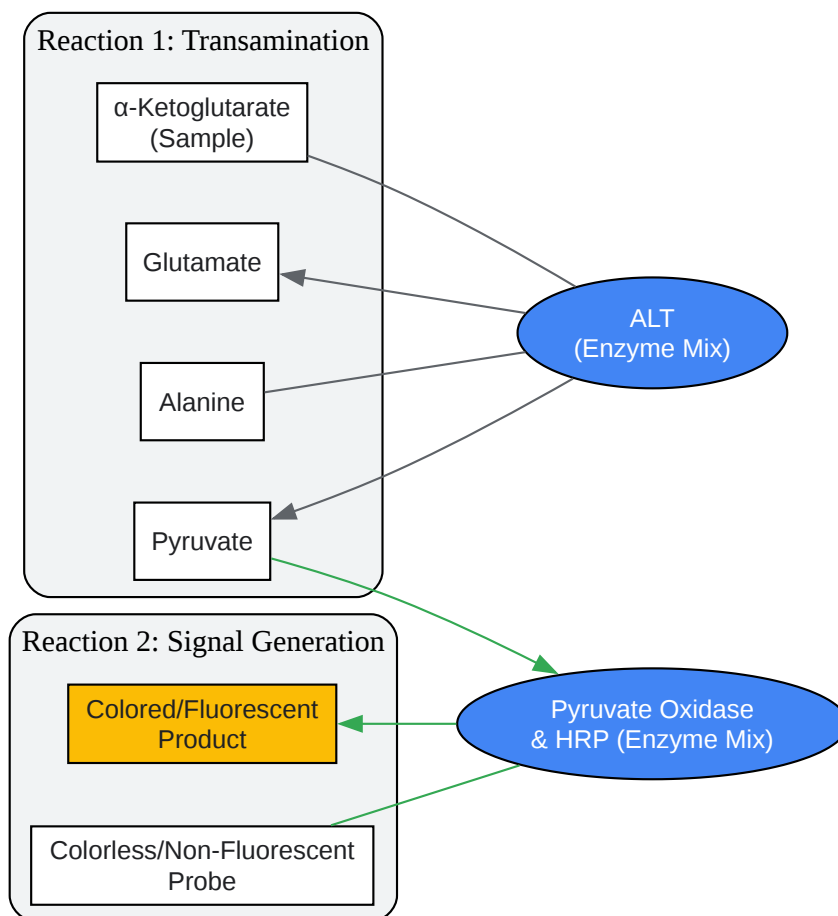 Reaction 1: Transamination
α-Ketoglutarate
(Sample)
Glutamate
ALT
(Enzyme Mix)
Alanine
Pyruvate
Reaction 2: Signal Generation
Colored/Fluorescent
Product
Pyruvate Oxidase
& HRP (Enzyme Mix)
Colorless/Non-Fluorescent
Probe